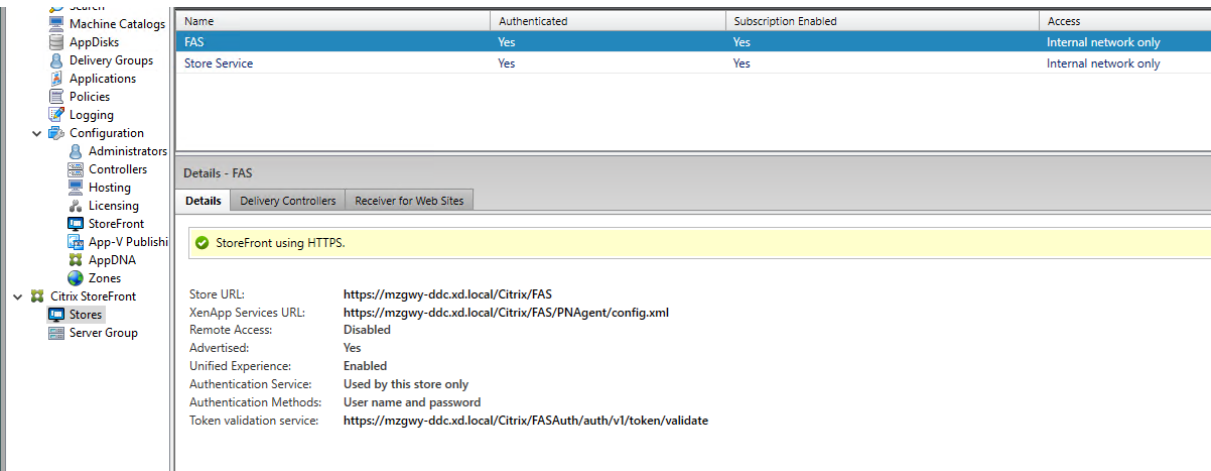 Search
Machine Catalogs
AppDisks
Delivery Groups
Applications
Policies
Logging
Configuration
Administrators
Controllers
Hosting
Licensing
StoreFront
App-V Publishi
AppDNA
Zones
Citrix StoreFront
Stores
Server Group
Name Authenticated Subscription Enabled Access
FAS Yes Yes Internal network only
Store Service Yes Yes Internal network only
Details - FAS
Details Delivery Controllers Receiver for Web Sites
StoreFront using HTTPS.
Store URL: https://mzgwy-ddc.xd.local/Citrix/FAS
XenApp Services URL: https://mzgwy-ddc.xd.local/Citrix/FAS/PNAgent/config.xml
Remote Access: Disabled
Advertised: Yes
Unified Experience: Enabled
Authentication Service: Used by this store only
Authentication Methods: User name and password
Token validation service: https://mzgwy-ddc.xd.local/Citrix/FASAuth/auth/v1/token/validate